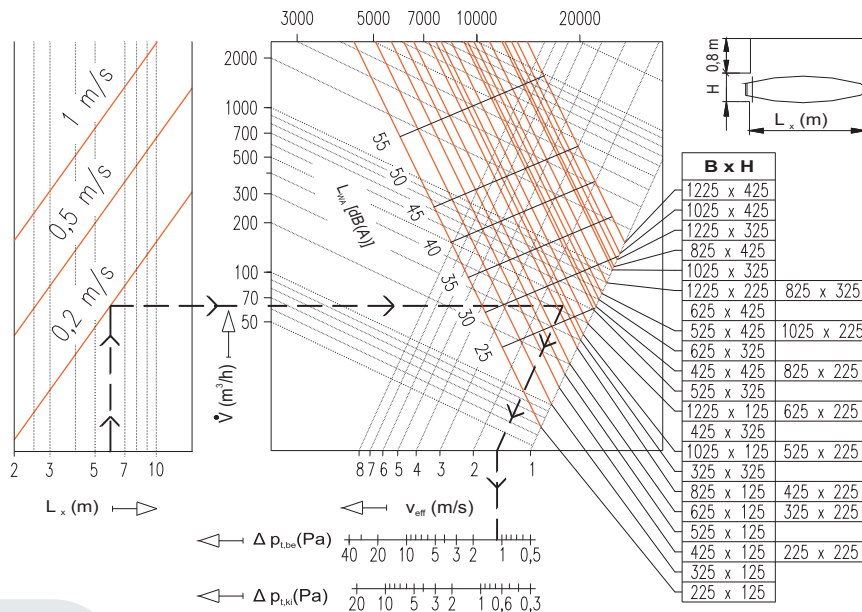 3000 5000 7000 10000 20000
2000
1000
700
500
300
200
100
70
50
1 m/s
0,5 m/s
0,2 m/s
55
50
45
40
35
30
25
L WA [dB(A)]
V̇ (m³/h)
2 3 5 7 10
L x (m)
8 7 6 5 4 3 2 1
v eff (m/s)
Δ p t,be (Pa)
40 20 10 5 3 2 1 0,5
Δ p t,ki (Pa)
20 10 5 3 2 1 0,6 0,3
0,8 m
H
L x (m)
B x H
1225 x 425
1025 x 425
1225 x 325
825 x 425
1025 x 325
1225 x 225 825 x 325
625 x 425
525 x 425 1025 x 225
625 x 325
425 x 425 825 x 225
525 x 325
1225 x 125 625 x 225
425 x 325
1025 x 125 525 x 225
325 x 325
825 x 125 425 x 225
625 x 125 325 x 225
525 x 125
425 x 125 225 x 225
325 x 125
225 x 125